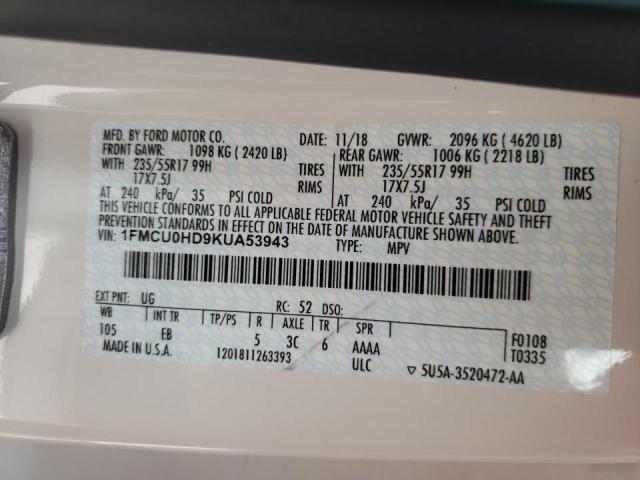 MFD. BY FORD MOTOR CO. DATE: 11/18 GVWR: 2096 KG ( 4620 LB)
FRONT GAWR: 1098 KG ( 2420 LB) REAR GAWR: 1006 KG ( 2218 LB)
WITH 235/55R17 99H TIRES WITH 235/55R17 99H TIRES
17X7.5J RIMS 17X7.5J RIMS
AT 240 kPa/ 35 PSI COLD AT 240 kPa/ 35 PSI COLD
THIS VEHICLE CONFORMS TO ALL APPLICABLE FEDERAL MOTOR VEHICLE SAFETY AND THEFT
PREVENTION STANDARDS IN EFFECT ON THE DATE OF MANUFACTURE SHOWN ABOVE.
VIN: 1FMCU0HD9KUA53943 TYPE: MPV
EXT PNT: UG RC: 52 DSO:
WB INT TR TP/PS R AXLE TR SPR
105 EB 5 3C 6 AAAA F0108
MADE IN U.S.A. 1201811263393 ULC T0335
▽ 5U5A-3520472-AA